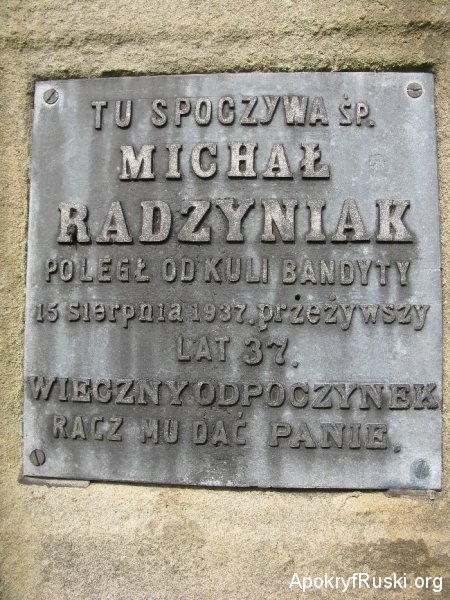 TU SPOCZYWA ŚP.
MICHAŁ
RADZYNIAK
POLEGŁ OD KULI BANDYTY
15 Sierpnia 1937. przeżywszy
LAT 37.
WIECZNY ODPOCZYNEK
RACZ MU DAĆ PANIE.
ApokryfRuski.org